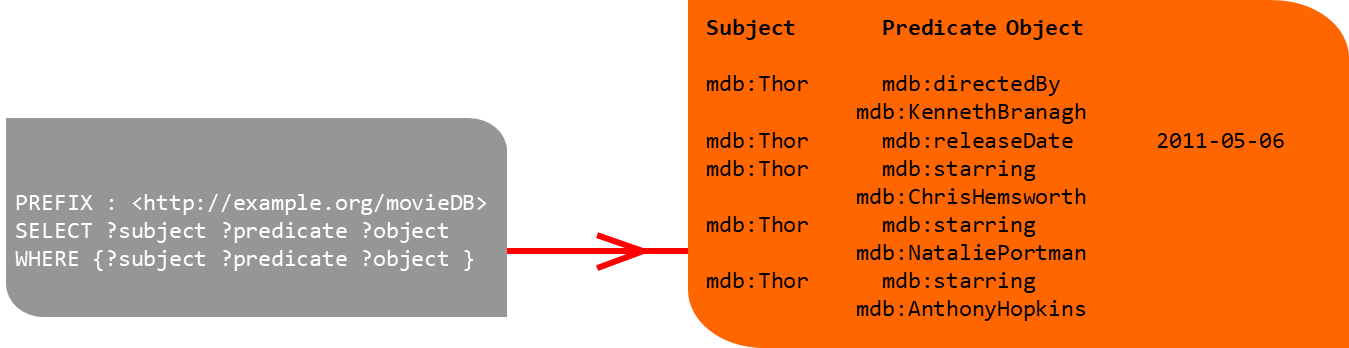 PREFIX : <http://example.org/movieDB>
SELECT ?subject ?predicate ?object
WHERE {?subject ?predicate ?object }
Subject Predicate Object
mdb:Thor mdb:directedBy
mdb:KennethBranagh
mdb:Thor mdb:releaseDate 2011-05-06
mdb:Thor mdb:starring
mdb:ChrisHemsworth
mdb:Thor mdb:starring
mdb:NataliePortman
mdb:Thor mdb:starring
mdb:AnthonyHopkins